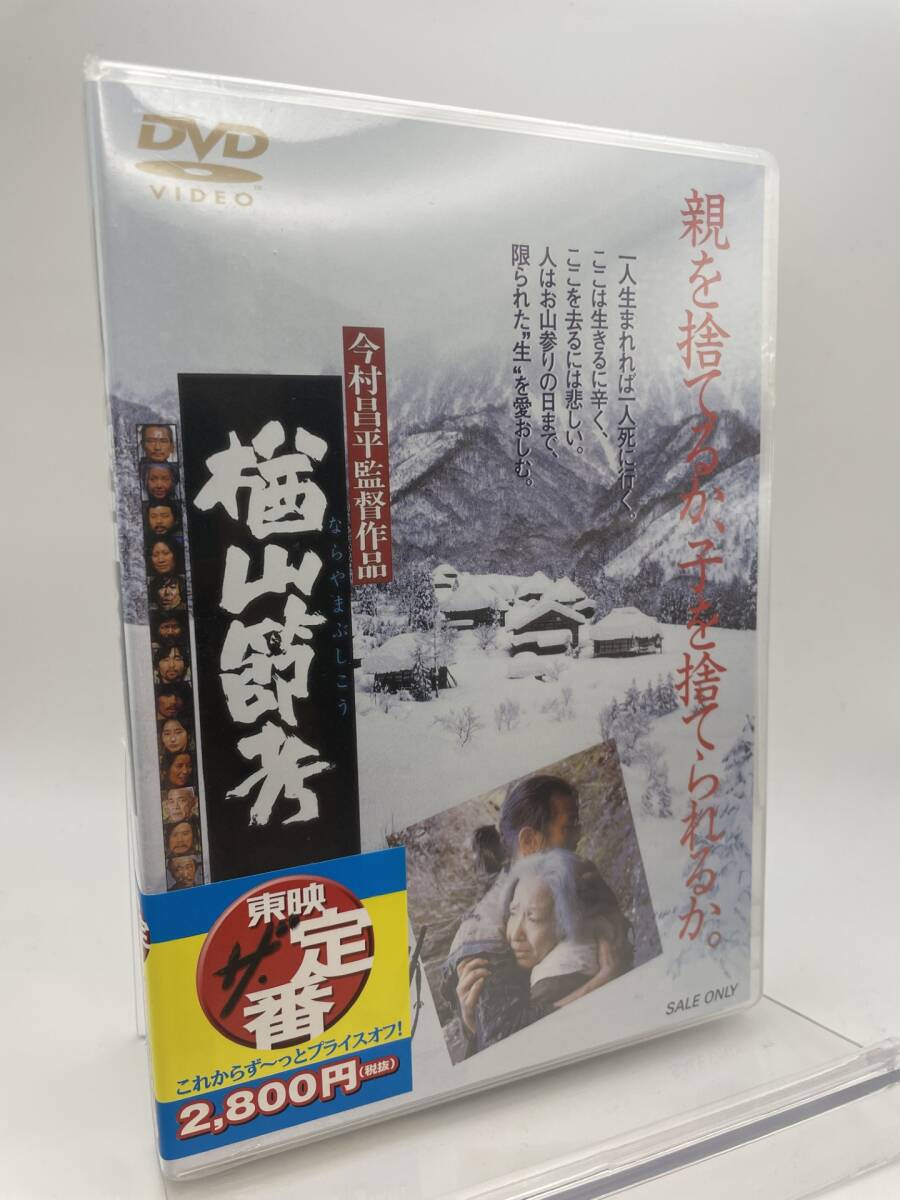 DVD
VIDEO
TM
親を捨てるか、子を捨てられるか。
一人生まれれば一人死に行く。
ここは生きるに辛く、
ここを去るには悲しい。
人はお山参りの日まで、
限られた"生"を愛おしむ。
今村昌平監督作品
楢山節考
ならやまぶしこう
東映
ザ・定番
これからず〜っとプライスオフ!
2,800円(税抜)
SALE ONLY
定